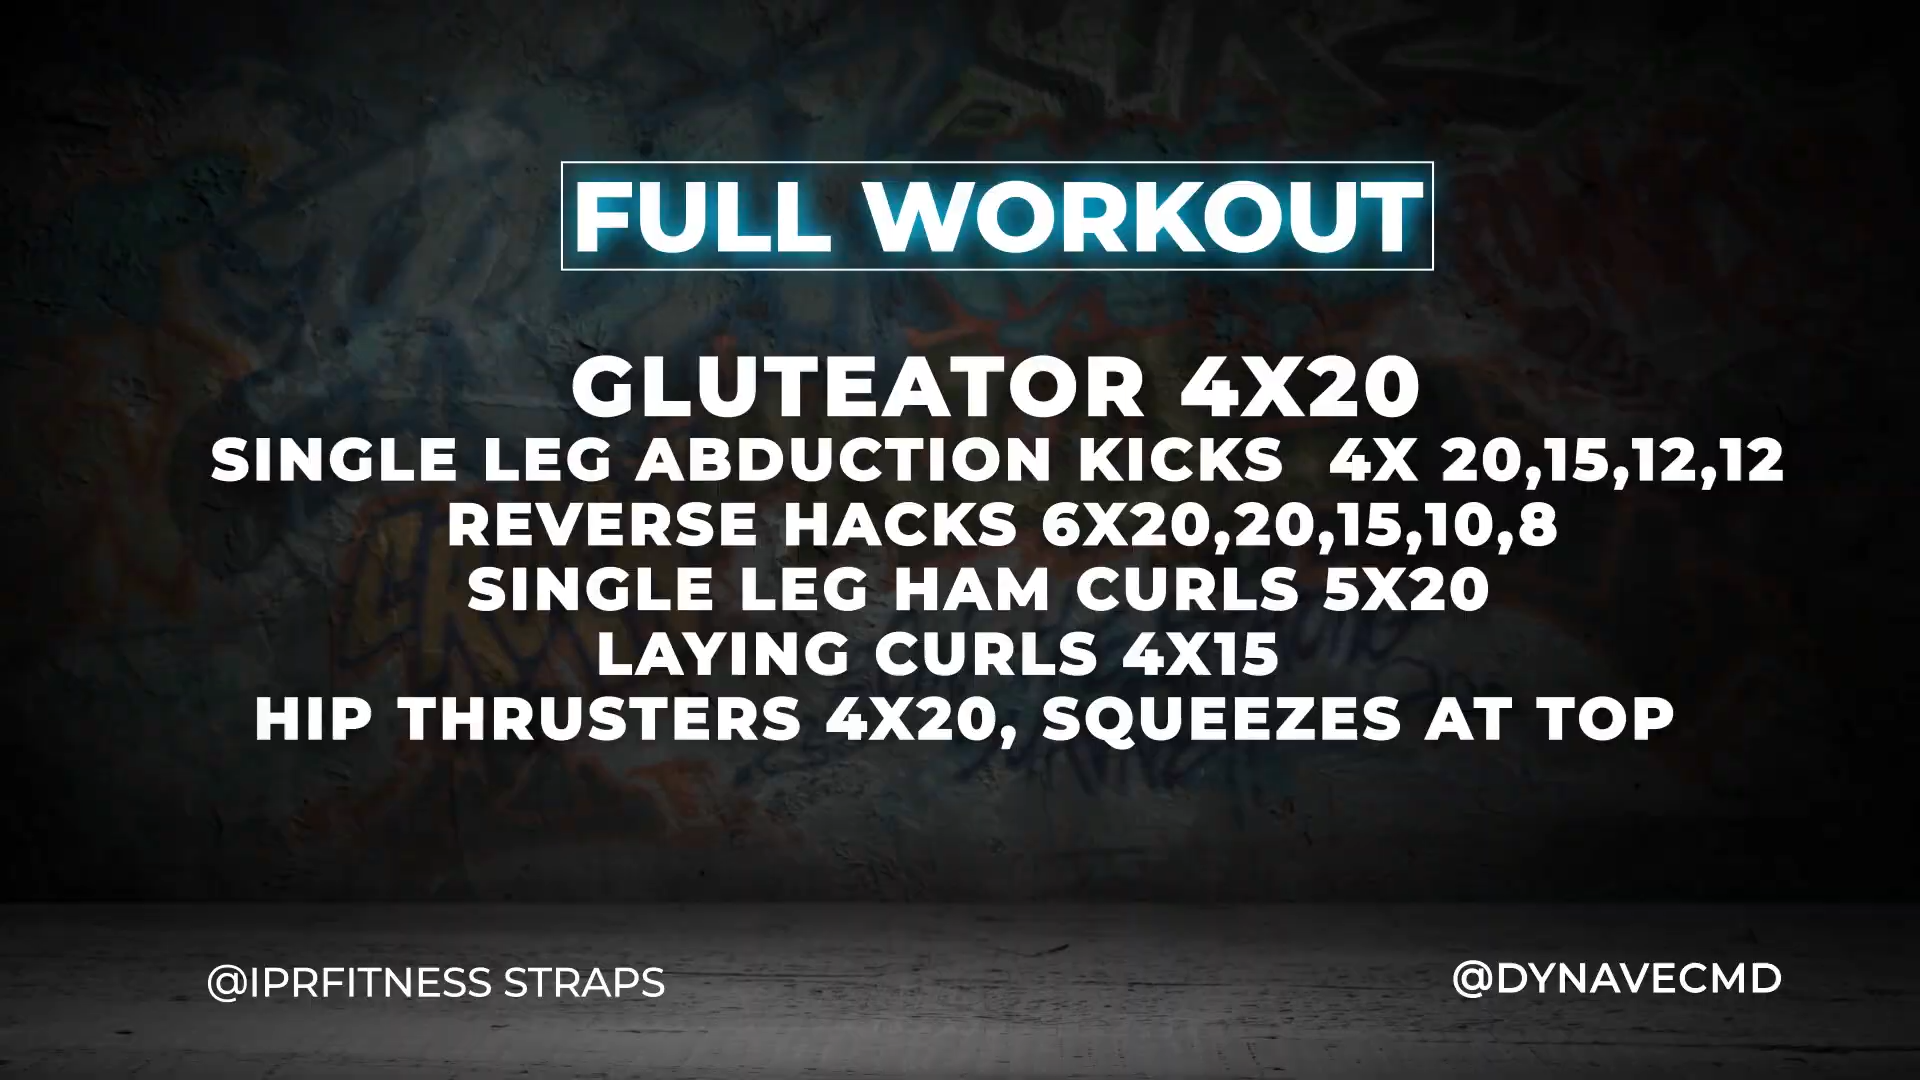 FULL WORKOUT
GLUTEATOR 4X20
SINGLE LEG ABDUCTION KICKS 4X 20,15,12,12
REVERSE HACKS 6X20,20,15,10,8
SINGLE LEG HAM CURLS 5X20
LAYING CURLS 4X15
HIP THRUSTERS 4X20, SQUEEZES AT TOP
@IPRFITNESS STRAPS
@DYNAVECMD